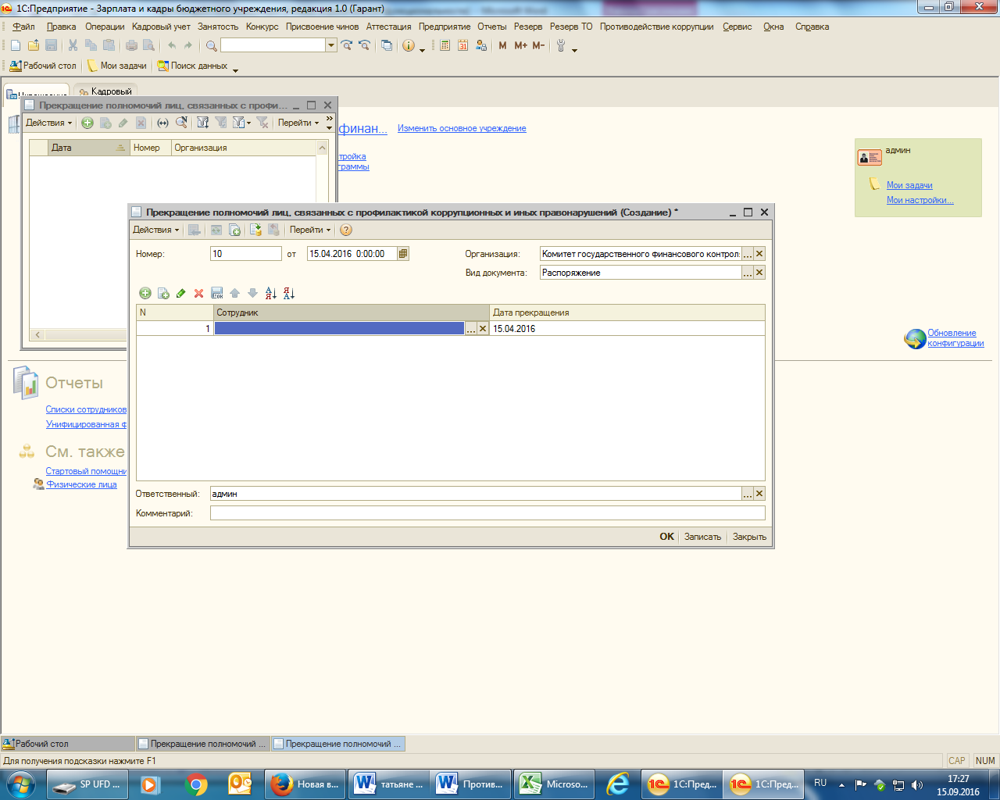 1С:Предприятие - Зарплата и кадры бюджетного учреждения, редакция 1.0 (Гарант)
Файл Правка Операции Кадровый учет Занятость Конкурс Присвоение чинов Аттестация Предприятие Отчеты Резерв Резерв ТО Противодействие коррупции Сервис Окна Справка
M M+ M-
Рабочий стол Мои задачи Поиск данных
Кадровый
Прекращение полномочий лиц, связанных с профи...
Действия Перейти
Дата Номер Организация
финан... Изменить основное учреждение
тройка
граммы
админ
Мои задачи
Мои настройки...
Прекращение полномочий лиц, связанных с профилактикой коррупционных и иных правонарушений (Создание) *
Действия Перейти
Номер: 10 от 15.04.2016 0:00:00 Организация: Комитет государственного финансового контрол
Вид документа: Распоряжение
N Сотрудник Дата прекращения
1 15.04.2016
Обновление
конфигурации
Отчеты
Списки сотрудников
Унифицированная ф
См. также
Стартовый помощни
Физические лица
Ответственный: админ
Комментарий:
OK Записать Закрыть
Рабочий стол Прекращение полномочий ... Прекращение полномочий ...
Для получения подсказки нажмите F1 CAP NUM
SP UFD ... Новая в... татьяне ... Против... Microso... 1С:Пред... 1С:Пред... RU 17:27
15.09.2016